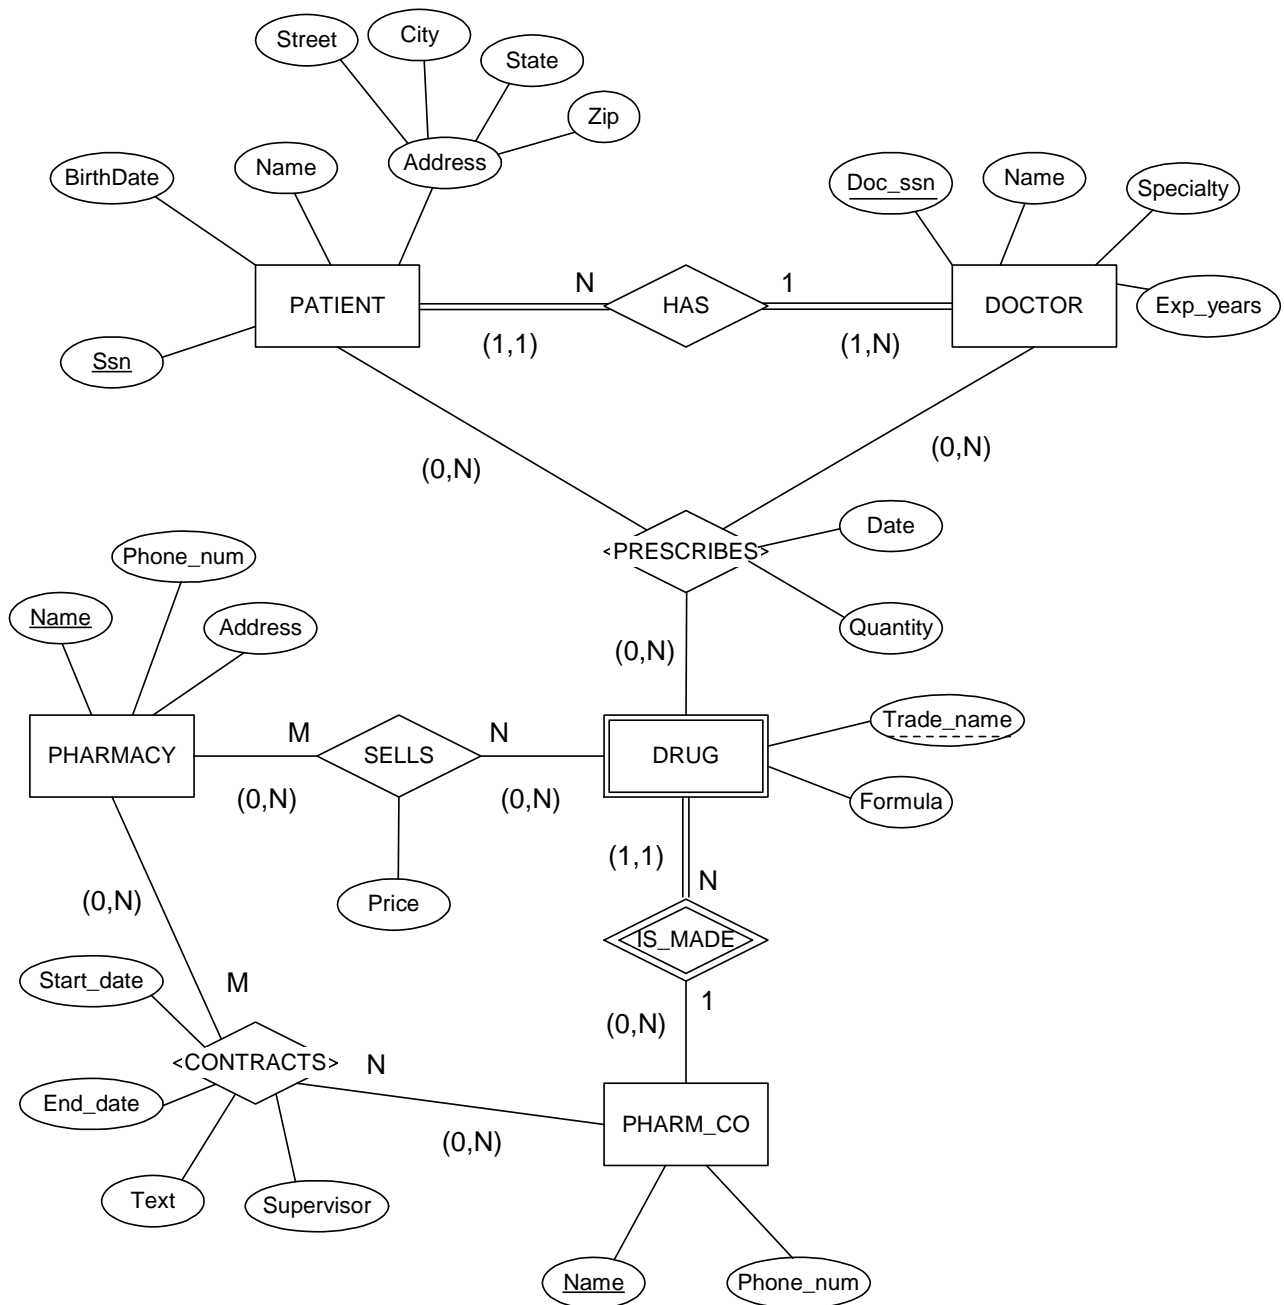 Street
City
State
Zip
Address
BirthDate
Name
Ssn
PATIENT
N
HAS
1
(1,1)
(1,N)
Doc_ssn
Name
Specialty
Exp_years
DOCTOR
(0,N)
(0,N)
<PRESCRIBES>
Date
Quantity
(0,N)
Phone_num
Name
Address
PHARMACY
M
SELLS
N
(0,N)
(0,N)
Price
DRUG
Trade_name
Formula
(1,1)
N
IS_MADE
1
(0,N)
(0,N)
M
Start_date
<CONTRACTS>
N
End_date
Text
Supervisor
(0,N)
PHARM_CO
Name
Phone_num